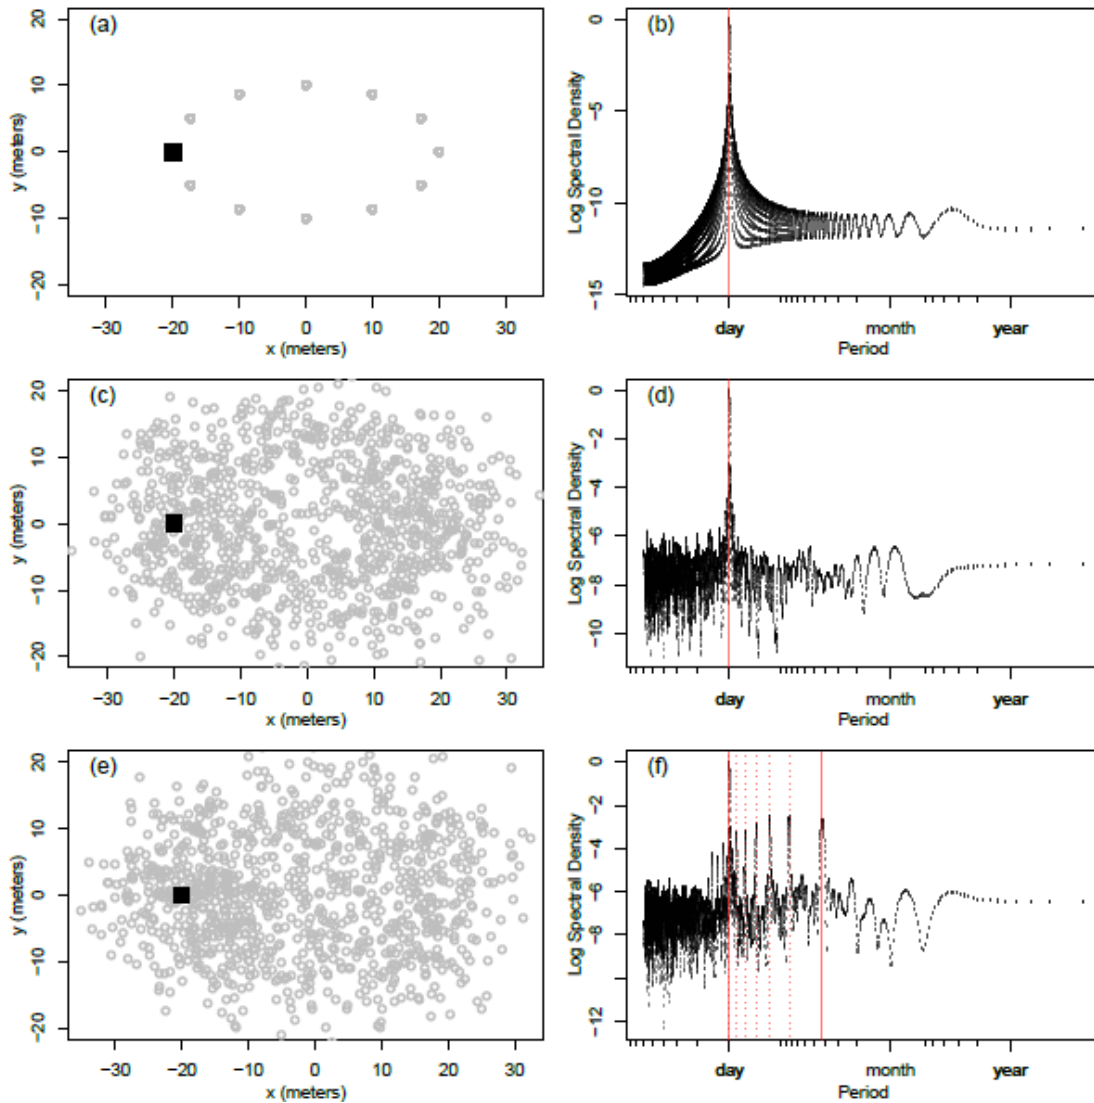 (a)
y (meters)
20
10
0
−10
−20
−30 −20 −10 0 10 20 30
x (meters)
(b)
Log Spectral Density
0
−5
−10
−15
day month year
Period
(c)
y (meters)
20
10
0
−10
−20
−30 −20 −10 0 10 20 30
x (meters)
(d)
Log Spectral Density
0
−2
−4
−6
−8
−10
day month year
Period
(e)
y (meters)
20
10
0
−10
−20
−30 −20 −10 0 10 20 30
x (meters)
(f)
Log Spectral Density
0
−2
−4
−6
−8
−12
day month year
Period